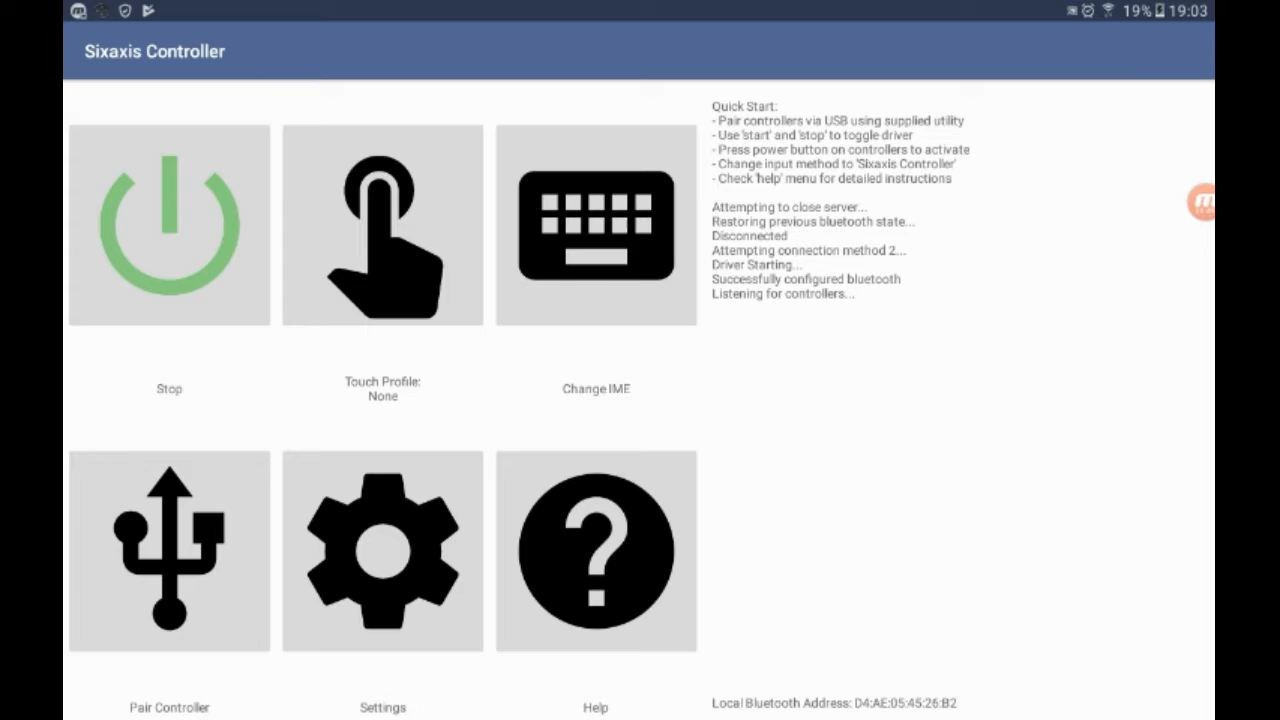 19% 19:03
Sixaxis Controller
Stop
Touch Profile:
None
Change IME
Pair Controller
Settings
Help
Quick Start:
- Pair controllers via USB using supplied utility
- Use 'start' and 'stop' to toggle driver
- Press power button on controllers to activate
- Change input method to 'Sixaxis Controller'
- Check 'help' menu for detailed instructions
Attempting to close server...
Restoring previous bluetooth state...
Disconnected
Attempting connection method 2...
Driver Starting...
Successfully configured bluetooth
Listening for controllers...
Local Bluetooth Address: D4:AE:05:45:26:B2